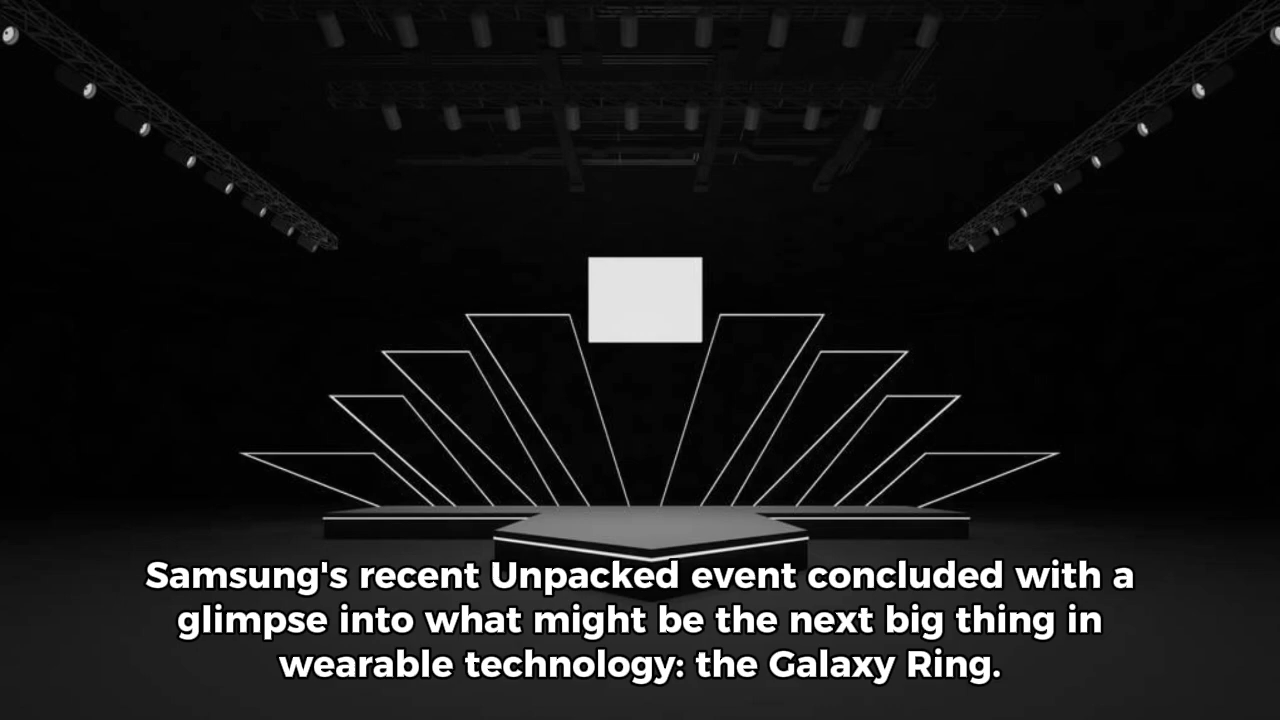 Samsung's recent Unpacked event concluded with a
glimpse into what might be the next big thing in
wearable technology: the Galaxy Ring.